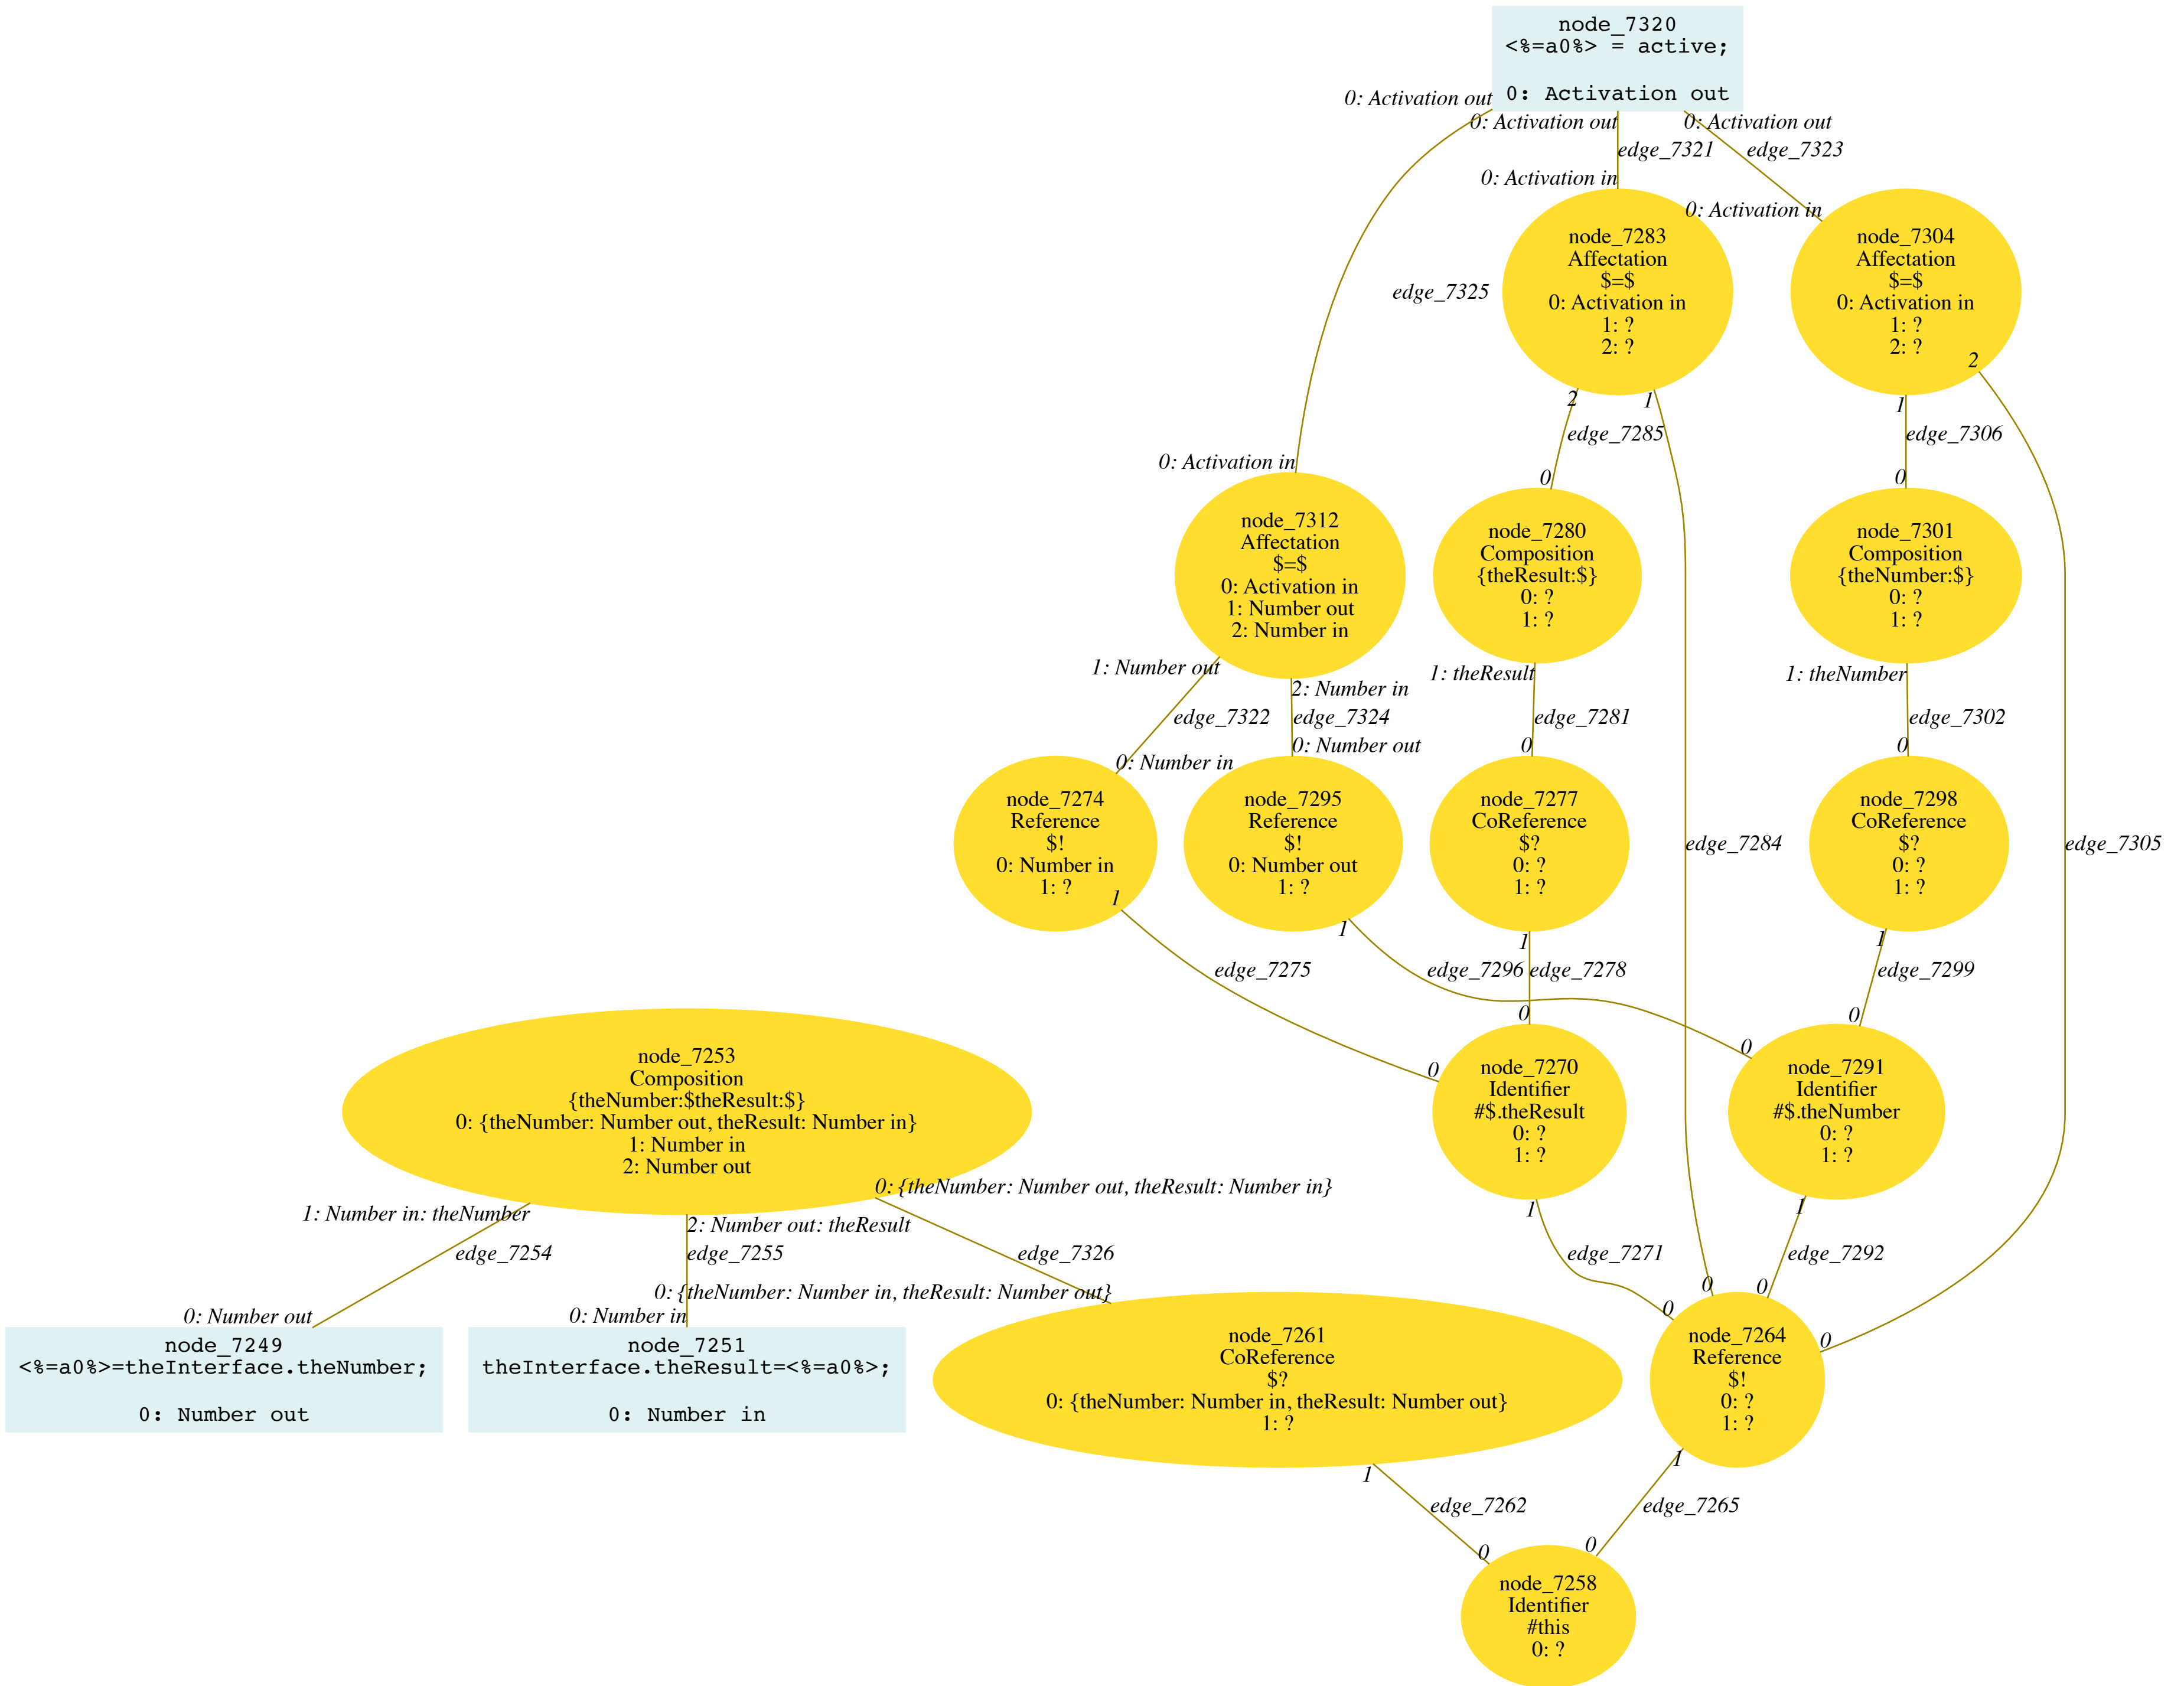 node_7320
<%=a0%> = active;
0: Activation out
0: Activation out
0: Activation out
0: Activation out
edge_7321
edge_7323
0: Activation in
0: Activation in
node_7283
Affectation
$=$
0: Activation in
1: ?
2: ?
node_7304
Affectation
$=$
0: Activation in
1: ?
2: ?
edge_7325
2
2
1
1
edge_7285
edge_7306
0: Activation in
0
0
node_7312
Affectation
$=$
0: Activation in
1: Number out
2: Number in
node_7280
Composition
{theResult:$}
0: ?
1: ?
node_7301
Composition
{theNumber:$}
0: ?
1: ?
1: Number out
2: Number in
1: theResult
1: theNumber
edge_7322
edge_7324
edge_7281
edge_7302
0: Number in
0: Number out
0
0
node_7274
Reference
$!
0: Number in
1: ?
node_7295
Reference
$!
0: Number out
1: ?
node_7277
CoReference
$?
0: ?
1: ?
node_7298
CoReference
$?
0: ?
1: ?
edge_7284
edge_7305
1
1
1
1
edge_7275
edge_7296
edge_7278
edge_7299
0
0
0
0
node_7253
Composition
{theNumber:$theResult:$}
0: {theNumber: Number out, theResult: Number in}
1: Number in
2: Number out
node_7270
Identifier
#$.theResult
0: ?
1: ?
node_7291
Identifier
#$.theNumber
0: ?
1: ?
0: {theNumber: Number out, theResult: Number in}
1: Number in: theNumber
2: Number out: theResult
1
1
edge_7254
edge_7255
edge_7326
edge_7271
edge_7292
0: {theNumber: Number in, theResult: Number out}
0: Number out
0: Number in
0
0
0
0
node_7249
<%=a0%>=theInterface.theNumber;
0: Number out
node_7251
theInterface.theResult=<%=a0%>;
0: Number in
node_7261
CoReference
$?
0: {theNumber: Number in, theResult: Number out}
1: ?
node_7264
Reference
$!
0: ?
1: ?
1
1
edge_7262
edge_7265
0
0
node_7258
Identifier
#this
0: ?